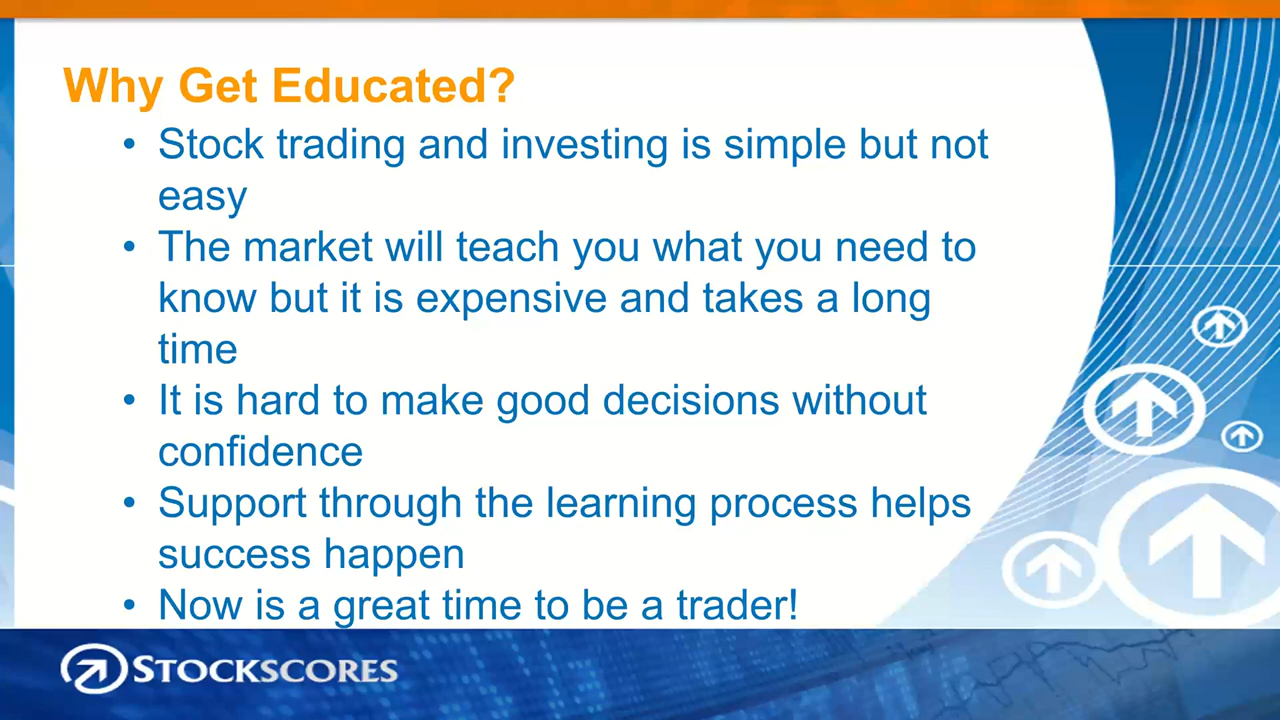 Why Get Educated?
• Stock trading and investing is simple but not
easy
• The market will teach you what you need to
know but it is expensive and takes a long
time
• It is hard to make good decisions without
confidence
• Support through the learning process helps
success happen
• Now is a great time to be a trader!
STOCKSCORES